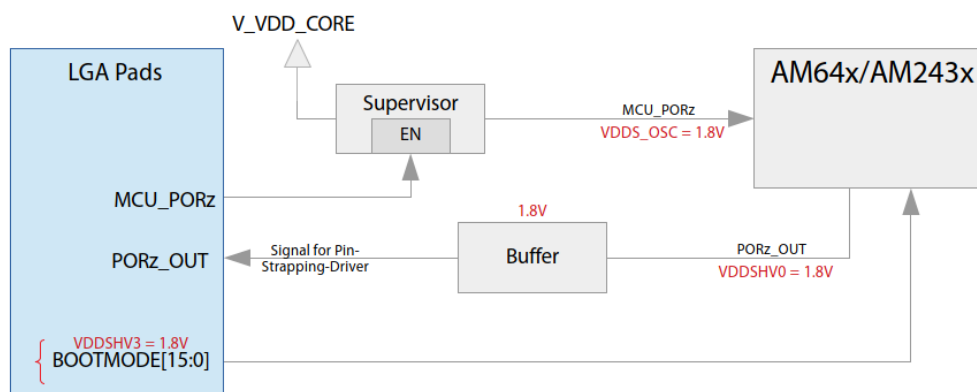 V_VDD_CORE
LGA Pads
AM64x/AM243x
Supervisor
EN
MCU_PORz
VDDS_OSC = 1.8V
MCU_PORz
1.8V
PORz_OUT
Signal for Pin-
Strapping-Driver
Buffer
PORz_OUT
VDDSHV0 = 1.8V
VDDSHV3 = 1.8V
BOOTMODE[15:0]